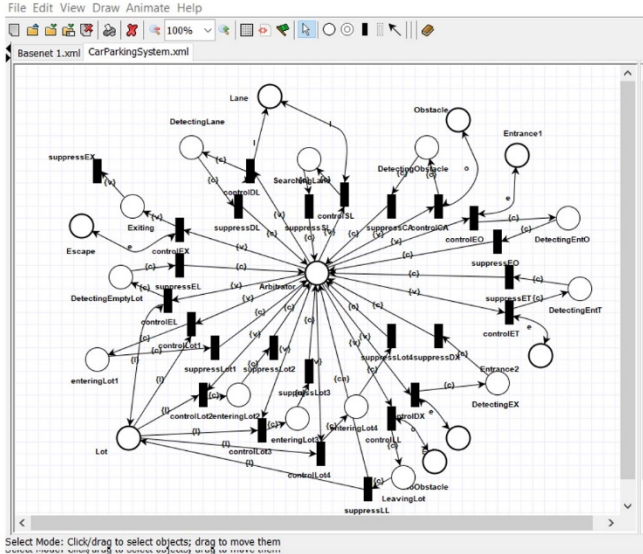 File Edit View Draw Animate Help
100%
Basenet 1.xml CarParkingSystem.xml
Lane
Obstacle
DetectingLane
Entrance1
suppressEX
l
l
SearchingLane
DetectingObstacle
o
{c}
{c}
controlDL
{c}
{c}
e
{v}
suppressDL
suppressSL
controlSL
suppressCA
controlCA
controlEO
Exiting
{v}
{c}
DetectingEntO
Escape
e
controlEX
{v}
{c}
suppressEO
{c}
suppressEL
Arbitrator
{c}
suppressET
DetectingEmptyLot
{c}
controlEL
{v}
{v}
DetectingEntT
controlET
e
controlLot1
{c}
enteringLot1
suppressLot1
suppressLot2
suppressLot3
suppressLot4
suppressDX
Entrance2
{l}
{cn}
{c}
DetectingEX
controlLot2
enteringLot2
controlDX
e
Lot
{l}
controlLot3
enteringLot3
enteringLot4
controlLL
{l}
controlLot4
{l}
{c}
LeavingLot
suppressLL
Select Mode: Click/drag to select objects; drag to move them